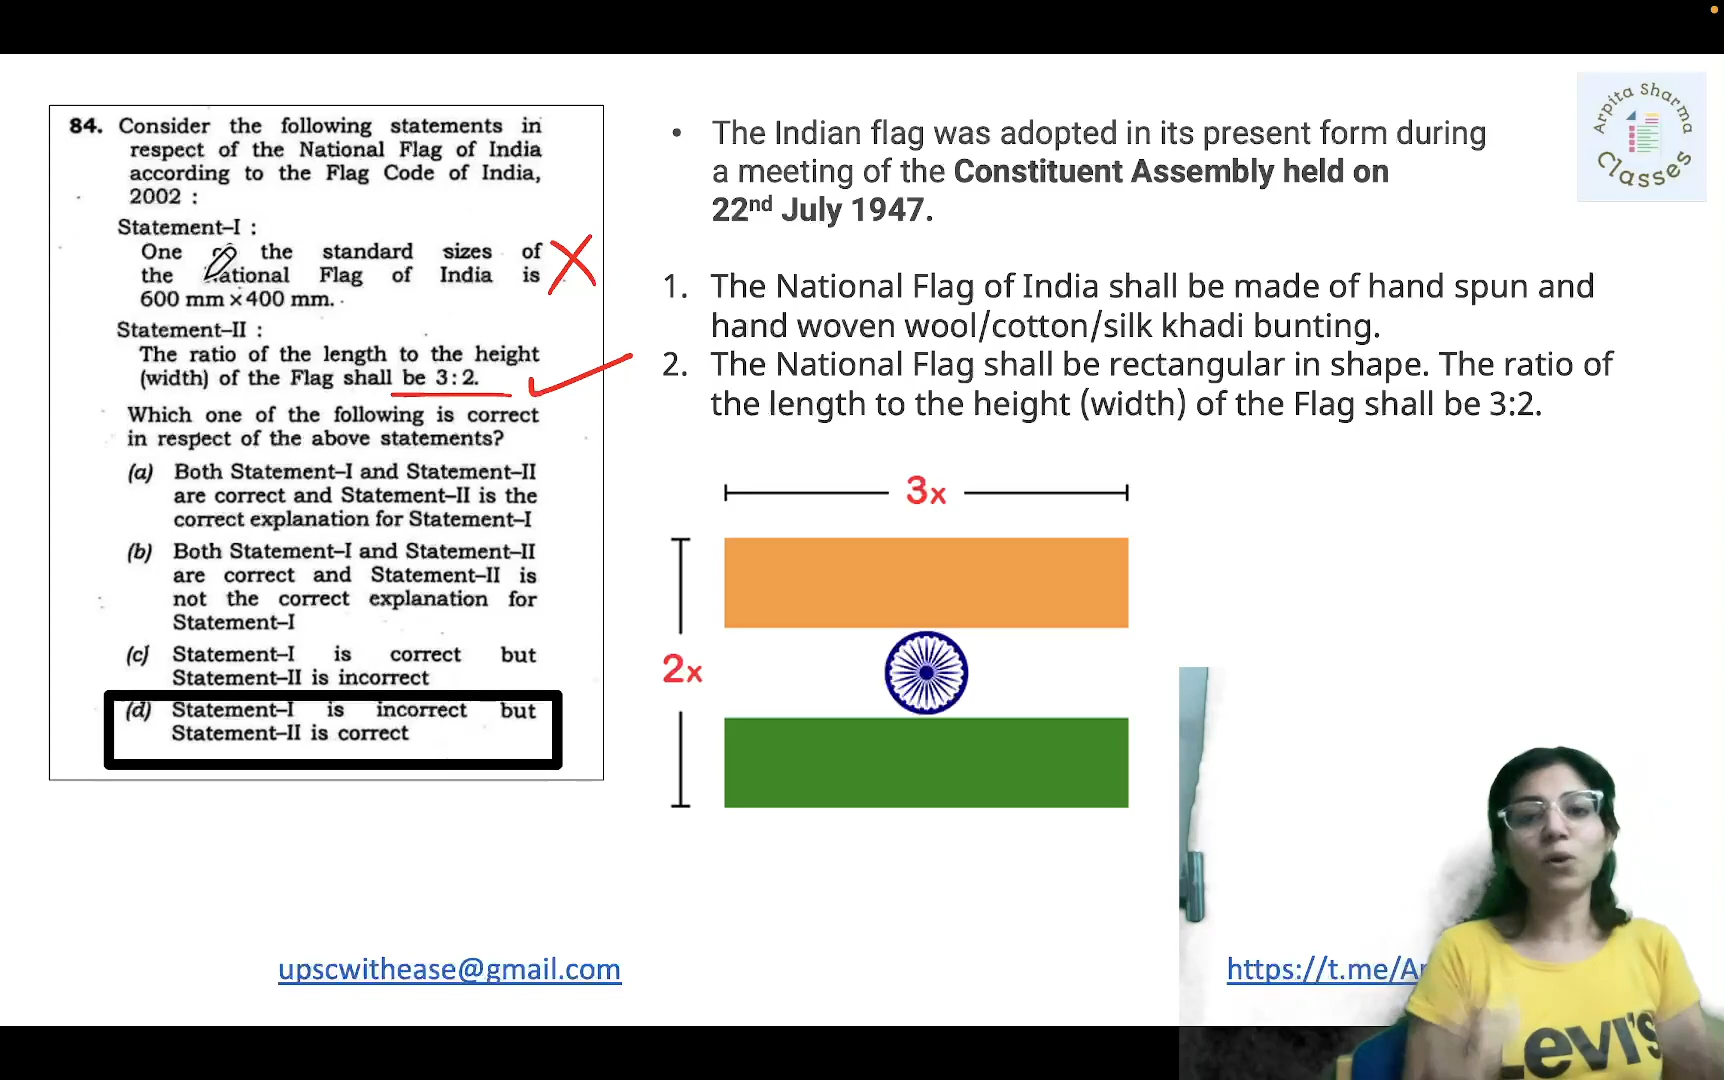 84. Consider the following statements in
respect of the National Flag of India
according to the Flag Code of India,
2002 :
Statement–I :
One the standard sizes of
the National Flag of India is
600 mm × 400 mm.
Statement–II :
The ratio of the length to the height
(width) of the Flag shall be 3 : 2.
Which one of the following is correct
in respect of the above statements?
(a) Both Statement–I and Statement–II
are correct and Statement–II is the
correct explanation for Statement–I
(b) Both Statement–I and Statement–II
are correct and Statement–II is
not the correct explanation for
Statement–I
(c) Statement–I is correct but
Statement–II is incorrect
(d) Statement–I is incorrect but
Statement–II is correct
• The Indian flag was adopted in its present form during
a meeting of the Constituent Assembly held on
22nd July 1947.
1. The National Flag of India shall be made of hand spun and
hand woven wool/cotton/silk khadi bunting.
2. The National Flag shall be rectangular in shape. The ratio of
the length to the height (width) of the Flag shall be 3:2.
3x
2x
Arpita Sharma
Classes
upscwithease@gmail.com
https://t.me/Ar
Levi's